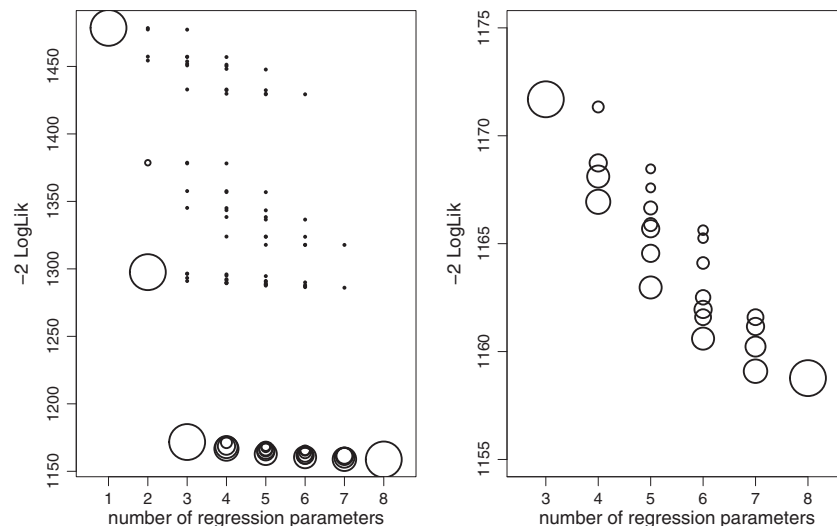 1450
1400
1350
1300
1250
1200
1150
−2 LogLik
1 2 3 4 5 6 7 8
number of regression parameters
1175
1170
1165
1160
1155
−2 LogLik
3 4 5 6 7 8
number of regression parameters